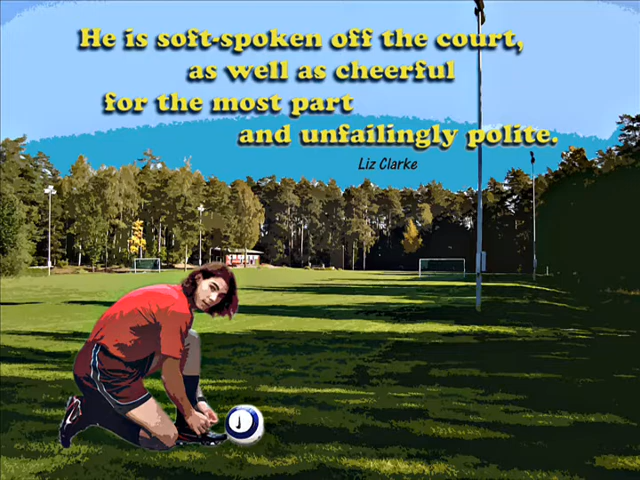 He is soft-spoken off the court,
as well as cheerful
for the most part
and unfailingly polite.
Liz Clarke